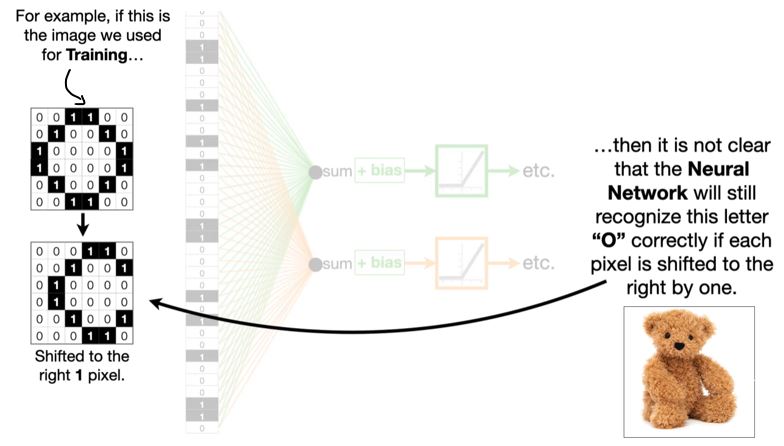 For example, if this is
the image we used
for Training...
0 0 1 1 0 0
0 1 0 0 1 0
1 0 0 0 0 1
1 0 0 0 0 1
0 1 0 0 1 0
0 0 1 1 0 0
0 0 0 1 1 0
0 0 1 0 0 1
0 1 0 0 0 0
0 1 0 0 0 0
0 0 1 0 0 1
0 0 0 1 1 0
Shifted to the
right 1 pixel.
0
0
0
1
1
0
0
0
1
0
0
1
0
1
0
0
0
0
1
1
0
0
0
0
1
0
1
0
0
1
0
0
0
1
1
0
sum + bias etc.
sum + bias etc.
...then it is not clear
that the Neural
Network will still
recognize this letter
“O” correctly if each
pixel is shifted to the
right by one.